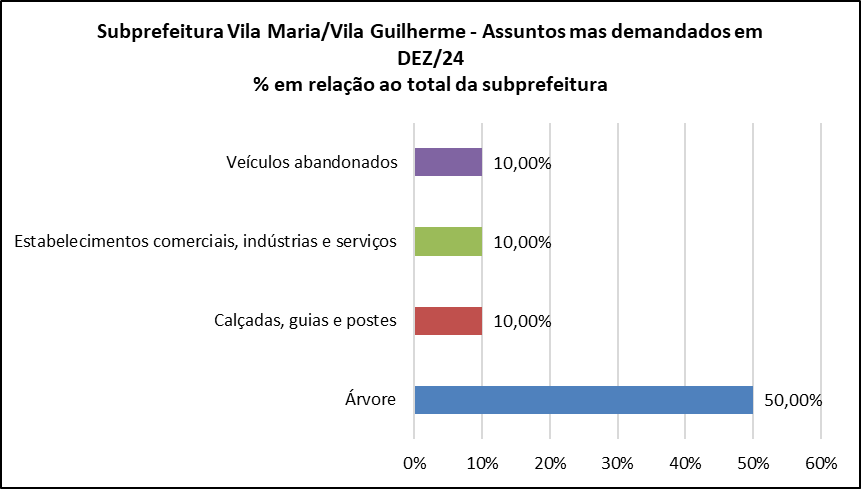 Subprefeitura Vila Maria/Vila Guilherme - Assuntos mas demandados em
DEZ/24
% em relação ao total da subprefeitura
Veículos abandonados 10,00%
Estabelecimentos comerciais, indústrias e serviços 10,00%
Calçadas, guias e postes 10,00%
Árvore 50,00%
0% 10% 20% 30% 40% 50% 60%